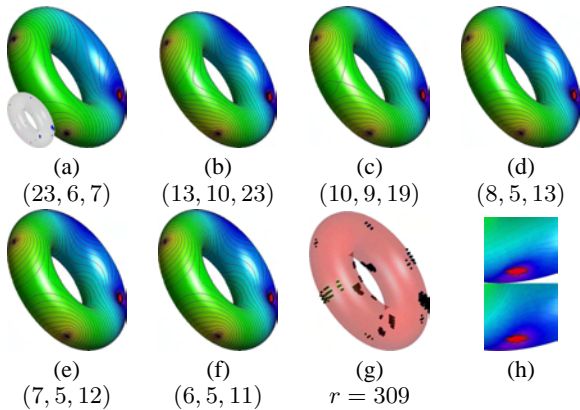 (a) (b) (c) (d)
(23, 6, 7) (13, 10, 23) (10, 9, 19) (8, 5, 13)
(e) (f) (g) (h)
(7, 5, 12) (6, 5, 11) r = 309